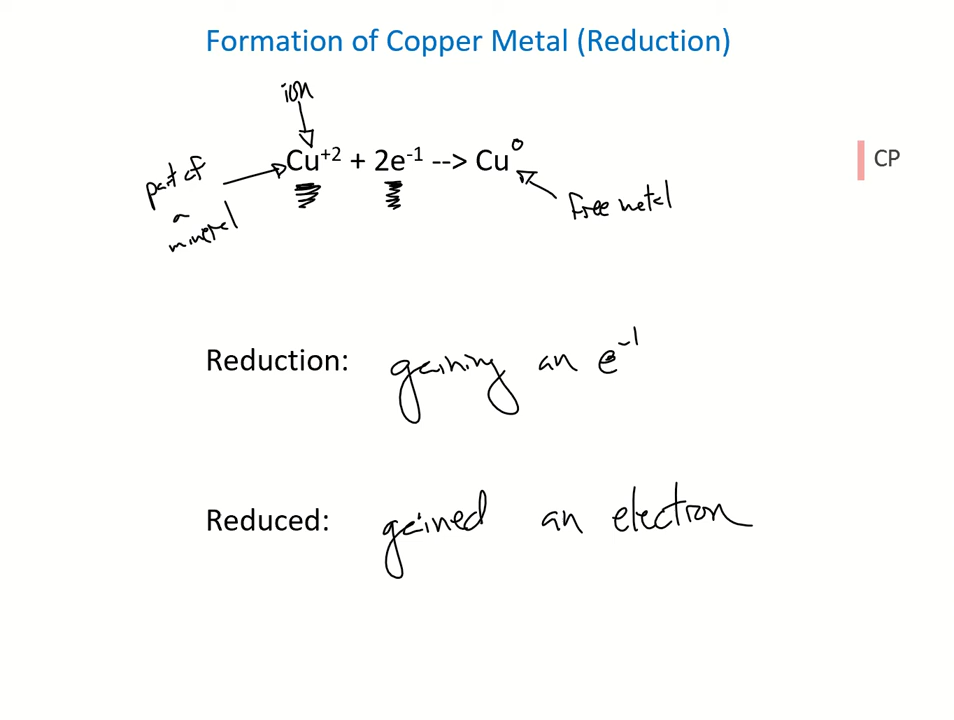 Formation of Copper Metal (Reduction)
ion
Cu+2 + 2e-1 --> Cu0
CP
part of
a
mineral
Free metal
Reduction: gaining an e-1
Reduced: gained an electron